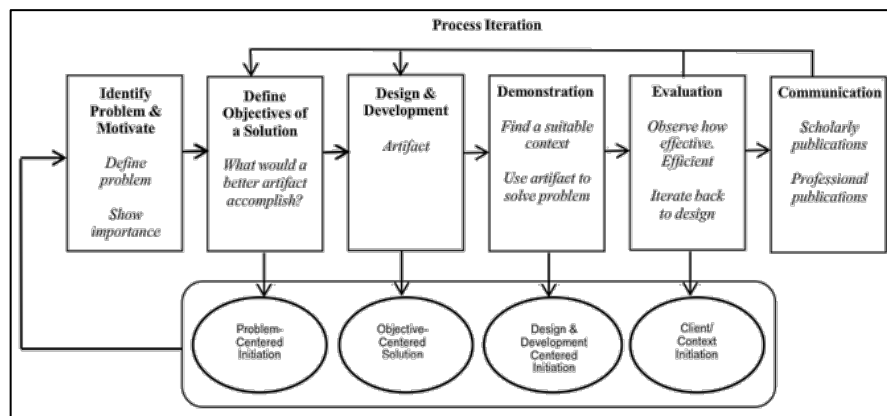 Process Iteration
Identify
Problem &
Motivate
Define
problem
Show
importance
Define
Objectives of
a Solution
What would a
better artifact
accomplish?
Design &
Development
Artifact
Demonstration
Find a suitable
context
Use artifact to
solve problem
Evaluation
Observe how
effective.
Efficient
Iterate back
to design
Communication
Scholarly
publications
Professional
publications
Problem-
Centered
Initiation
Objective-
Centered
Solution
Design &
Development
Centered
Initiation
Client/
Context
Initiation